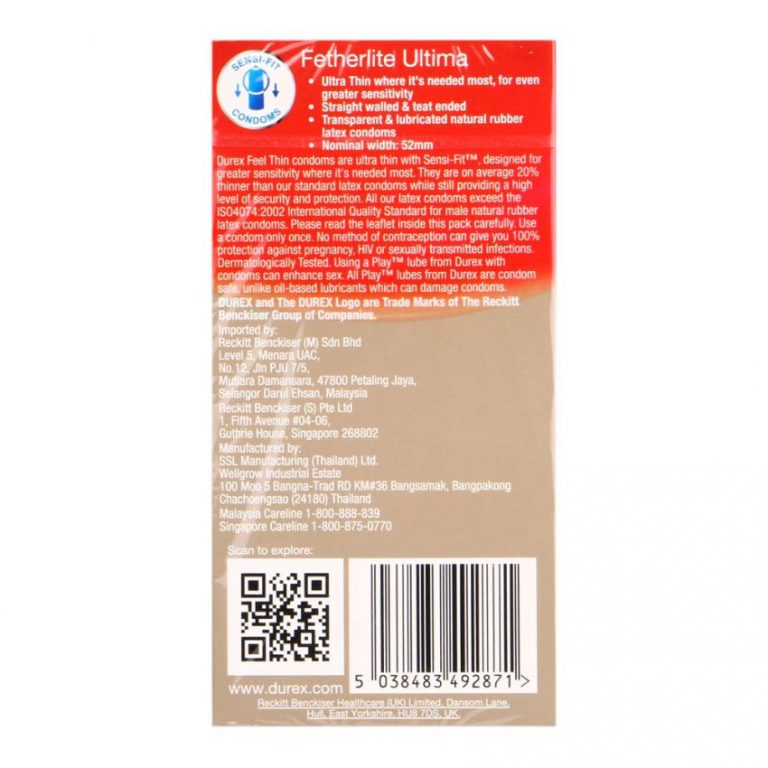 SENSI-FIT
CONDOMS
Fetherlite Ultima
• Ultra Thin where it's needed most, for even
greater sensitivity
• Straight walled & teat ended
• Transparent & lubricated natural rubber
latex condoms
• Nominal width: 52mm
Durex Feel Thin condoms are ultra thin with Sensi-Fit™, designed for
greater sensitivity where it's needed most. They are on average 20%
thinner than our standard latex condoms while still providing a high
level of security and protection. All our latex condoms exceed the
ISO4074:2002 International Quality Standard for male natural rubber
latex condoms. Please read the leaflet inside this pack carefully. Use
a condom only once. No method of contraception can give you 100%
protection against pregnancy, HIV or sexually transmitted infections.
Dermatologically Tested. Using a Play™ lube from Durex with
condoms can enhance sex. All Play™ lubes from Durex are condom
safe, unlike oil-based lubricants which can damage condoms.
DUREX and The DUREX Logo are Trade Marks of The Reckitt
Benckiser Group of Companies.
Imported by:
Reckitt Benckiser (M) Sdn Bhd
Level 5, Menara UAC,
No.12, Jln PJU 7/5,
Mutiara Damansara, 47800 Petaling Jaya,
Selangor Darul Ehsan, Malaysia
Reckitt Benckiser (S) Pte Ltd
1, Fifth Avenue #04-06,
Guthrie House, Singapore 268802
Manufactured by:
SSL Manufacturing (Thailand) Ltd.
Wellgrow Industrial Estate
100 Moo 5 Bangna-Trad RD KM#36 Bangsamak, Bangpakong
Chachoengsao (24180) Thailand
Malaysia Careline 1-800-888-839
Singapore Careline 1-800-875-0770
Scan to explore:
5 038483 492871 >
www.durex.com
Reckitt Benckiser Healthcare (UK) Limited, Dansom Lane,
Hull, East Yorkshire, HU8 7DS, UK.